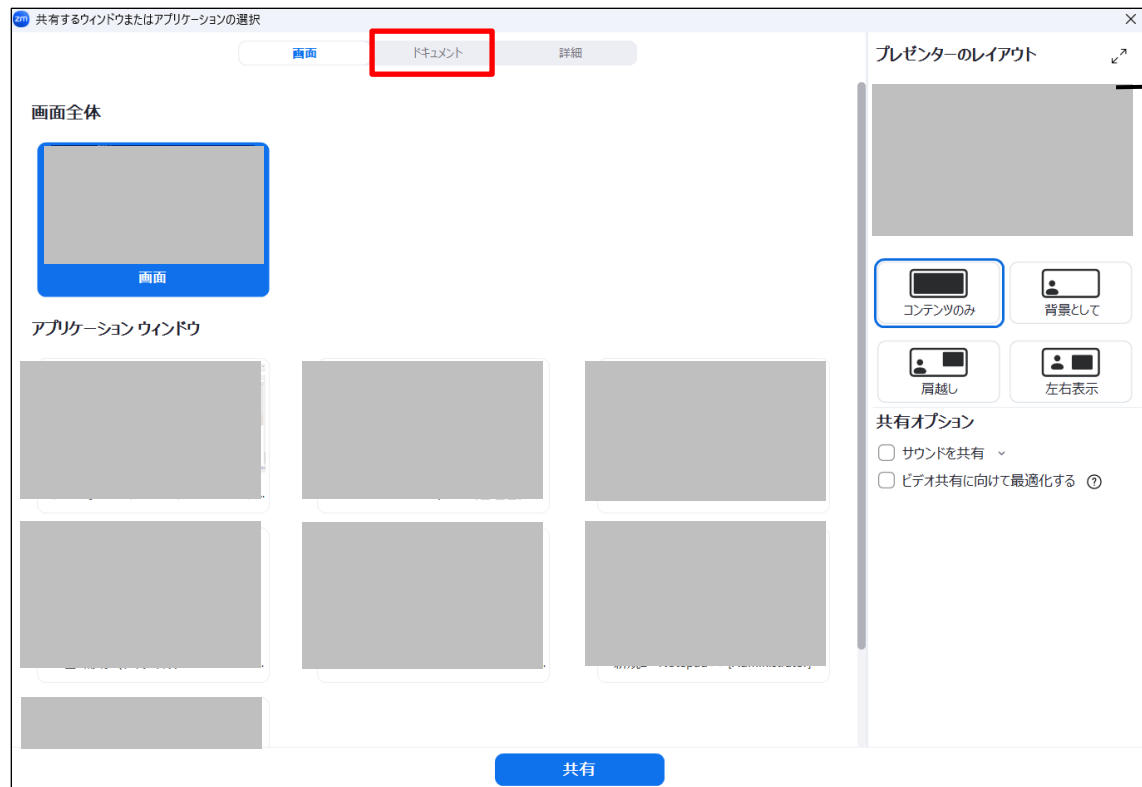 zm 共有するウィンドウまたはアプリケーションの選択
画面 ドキュメント 詳細
プレゼンターのレイアウト
画面全体
画面
アプリケーション ウィンドウ
コンテンツのみ 背景として
肩越し 左右表示
共有オプション
サウンドを共有
ビデオ共有に向けて最適化する
共有